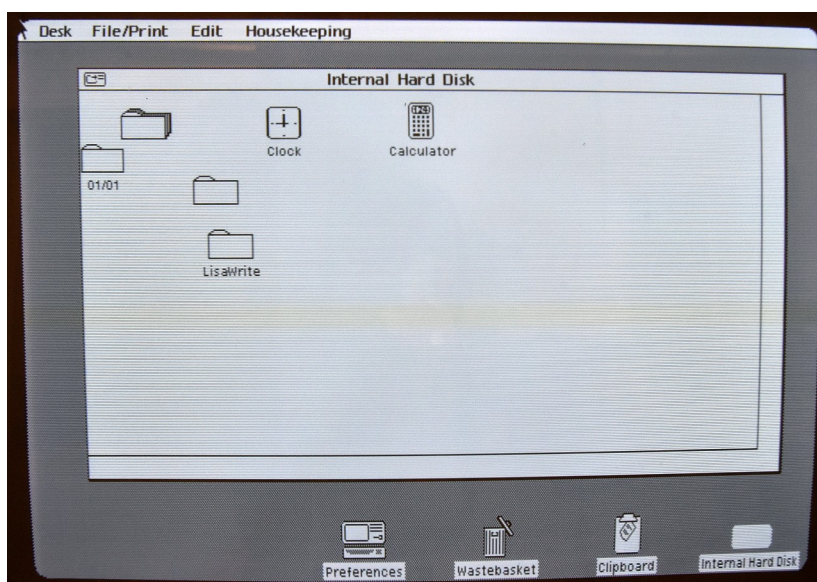 Desk File/Print Edit Housekeeping
Internal Hard Disk
Clock Calculator
01/01
LisaWrite
Preferences Wastebasket Clipboard Internal Hard Disk